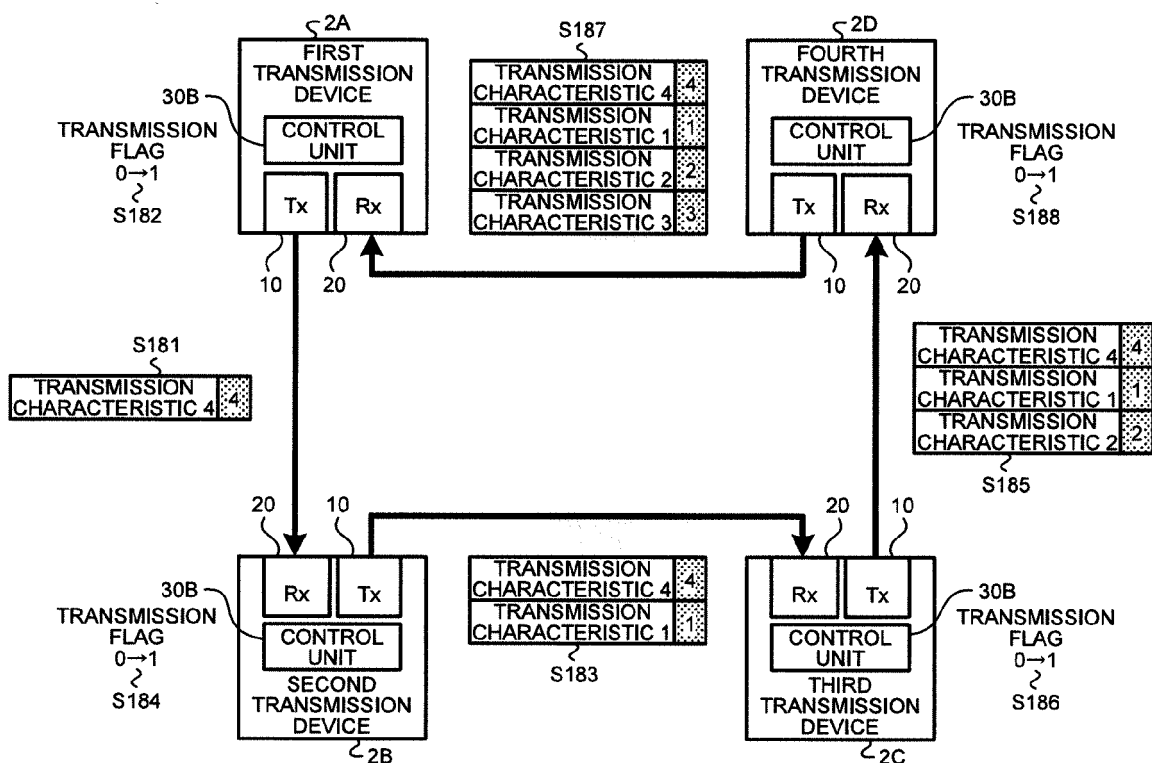 2A
FIRST
TRANSMISSION
DEVICE
30B
CONTROL
UNIT
TRANSMISSION
FLAG
0→1
S182
Tx
Rx
10
20
S187
TRANSMISSION
CHARACTERISTIC 4
4
TRANSMISSION
CHARACTERISTIC 1
1
TRANSMISSION
CHARACTERISTIC 2
2
TRANSMISSION
CHARACTERISTIC 3
3
2D
FOURTH
TRANSMISSION
DEVICE
30B
CONTROL
UNIT
TRANSMISSION
FLAG
0→1
S188
Tx
Rx
10
20
S181
TRANSMISSION
CHARACTERISTIC 4
4
TRANSMISSION
CHARACTERISTIC 4
4
TRANSMISSION
CHARACTERISTIC 1
1
TRANSMISSION
CHARACTERISTIC 2
2
S185
20
10
Rx
Tx
30B
CONTROL
UNIT
TRANSMISSION
FLAG
0→1
S184
SECOND
TRANSMISSION
DEVICE
2B
TRANSMISSION
CHARACTERISTIC 4
4
TRANSMISSION
CHARACTERISTIC 1
1
S183
20
10
Rx
Tx
30B
CONTROL
UNIT
TRANSMISSION
FLAG
0→1
S186
THIRD
TRANSMISSION
DEVICE
2C